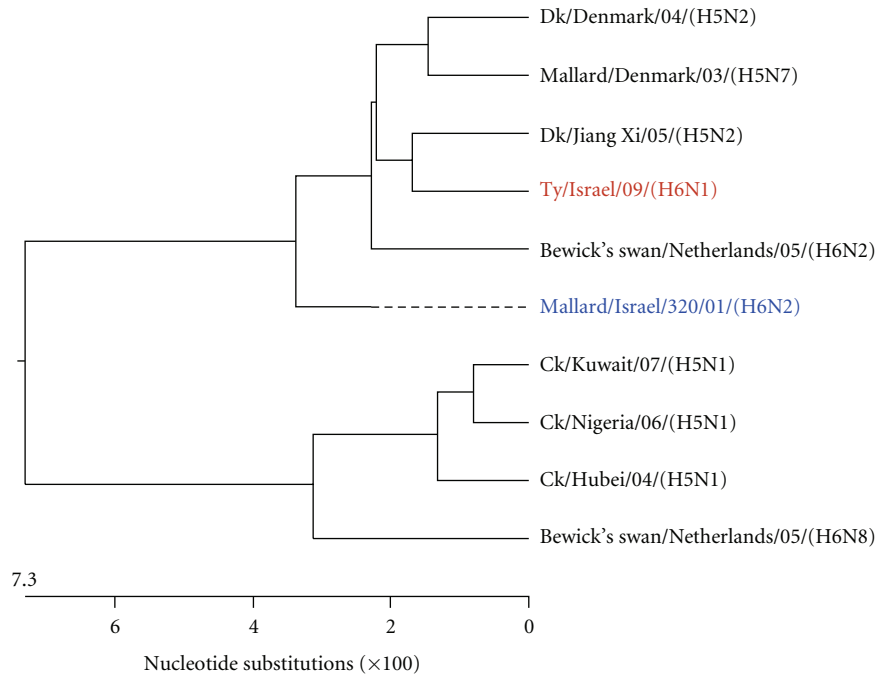 Dk/Denmark/04/(H5N2)
Mallard/Denmark/03/(H5N7)
Dk/Jiang Xi/05/(H5N2)
Ty/Israel/09/(H6N1)
Bewick's swan/Netherlands/05/(H6N2)
Mallard/Israel/320/01/(H6N2)
Ck/Kuwait/07/(H5N1)
Ck/Nigeria/06/(H5N1)
Ck/Hubei/04/(H5N1)
Bewick's swan/Netherlands/05/(H6N8)
7.3
6 4 2 0
Nucleotide substitutions (×100)